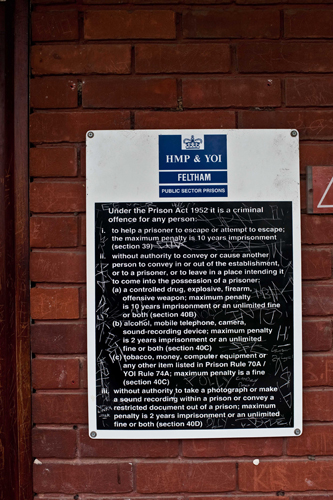 HMP & YOI
FELTHAM
PUBLIC SECTOR PRISONS
Under the Prison Act 1952 it is a criminal
offence for any person:
i. to help a prisoner to escape or attempt to escape;
the maximum penalty is 10 years imprisonment
(section 39)
ii. without authority to convey or cause another
person to convey in or out of the establishment,
or to a prisoner, or to leave in a place intending it
to come into the possession of a prisoner:
(a) a controlled drug, explosive, firearm,
offensive weapon; maximum penalty
is 10 years imprisonment or an unlimited fine
or both (section 40B)
(b) alcohol, mobile telephone, camera,
sound-recording device; maximum penalty
is 2 years imprisonment or an unlimited
fine or both (section 40C)
(c) tobacco, money, computer equipment or
any other item listed in Prison Rule 70A /
YOI Rule 74A; maximum penalty is a fine
(section 40C)
iii. without authority to take a photograph or make
a sound recording within a prison or convey a
restricted document out of a prison; maximum
penalty is 2 years imprisonment or an unlimited
fine or both (section 40D)